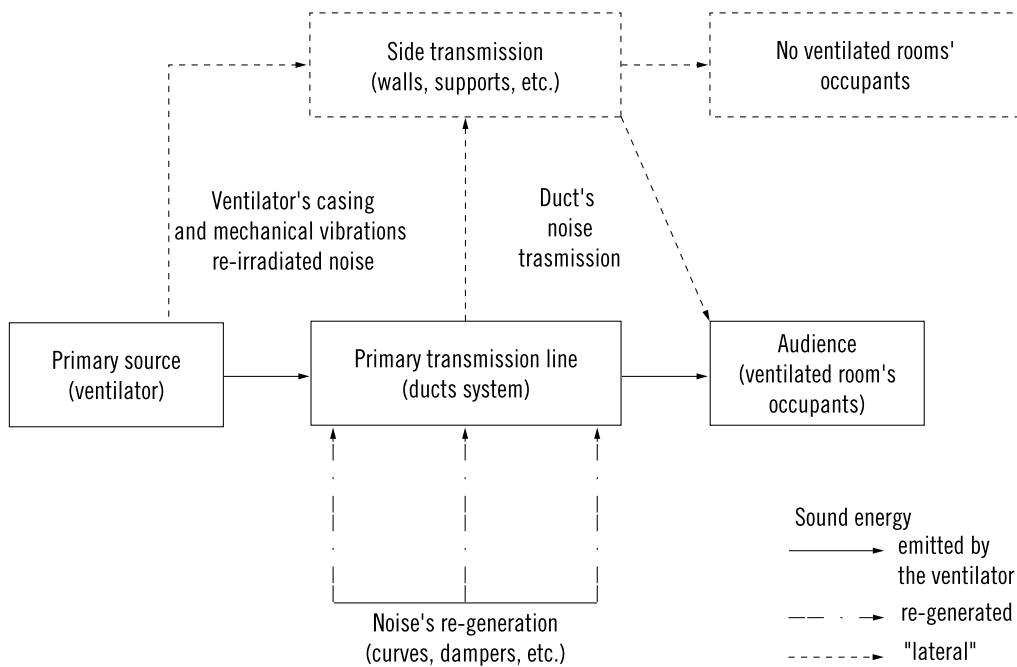 Side transmission
(walls, supports, etc.)
No ventilated rooms'
occupants
Ventilator's casing
and mechanical vibrations
re-irradiated noise
Duct's
noise
trasmission
Primary source
(ventilator)
Primary transmission line
(ducts system)
Audience
(ventilated room's
occupants)
Noise's re-generation
(curves, dampers, etc.)
Sound energy
emitted by
the ventilator
re-generated
"lateral"